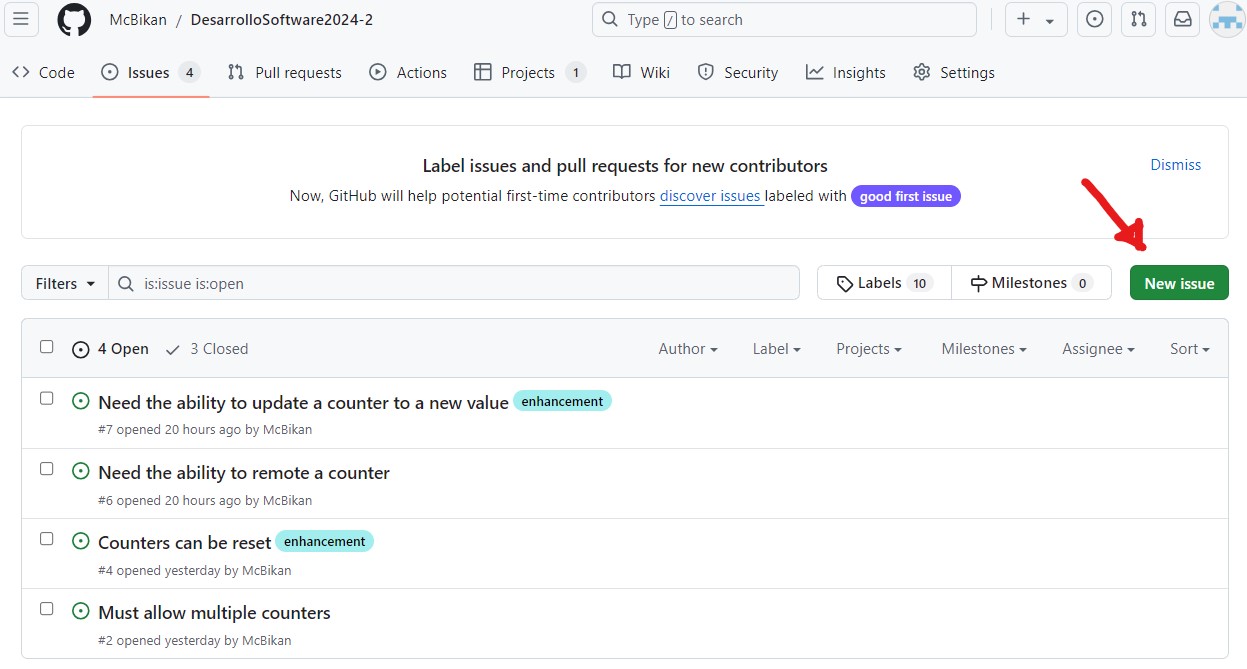 McBikan / DesarrolloSoftware2024-2
Type / to search
Code Issues 4 Pull requests Actions Projects 1 Wiki Security Insights Settings
Label issues and pull requests for new contributors
Dismiss
Now, GitHub will help potential first-time contributors discover issues labeled with good first issue
Filters is:issue is:open Labels 10 Milestones 0 New issue
4 Open 3 Closed Author Label Projects Milestones Assignee Sort
Need the ability to update a counter to a new value enhancement
#7 opened 20 hours ago by McBikan
Need the ability to remote a counter
#6 opened 20 hours ago by McBikan
Counters can be reset enhancement
#4 opened yesterday by McBikan
Must allow multiple counters
#2 opened yesterday by McBikan